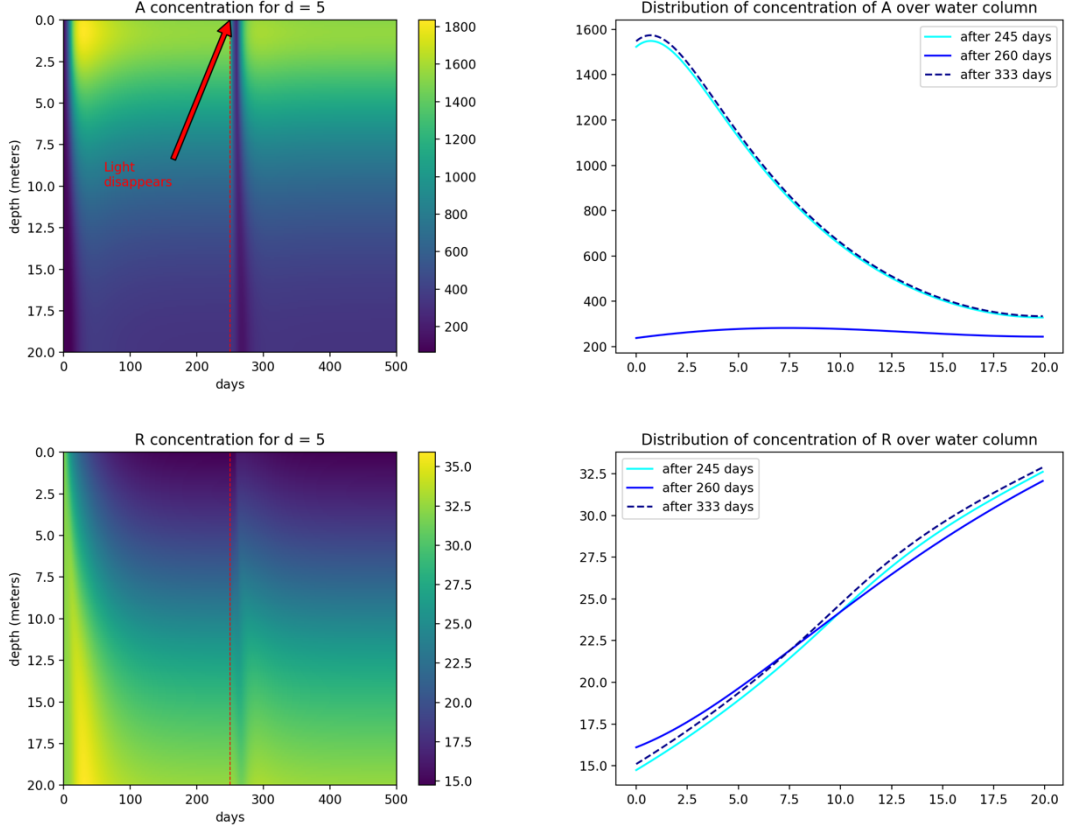 A concentration for d = 5
0.0
2.5
5.0
7.5
10.0
12.5
15.0
17.5
20.0
depth (meters)
Light
disappears
0 100 200 300 400 500
days
1800
1600
1400
1200
1000
800
600
400
200
Distribution of concentration of A over water column
1600
1400
1200
1000
800
600
400
200
after 245 days
after 260 days
after 333 days
0.0 2.5 5.0 7.5 10.0 12.5 15.0 17.5 20.0
R concentration for d = 5
0.0
2.5
5.0
7.5
10.0
12.5
15.0
17.5
20.0
depth (meters)
0 100 200 300 400 500
days
35.0
32.5
30.0
27.5
25.0
22.5
20.0
17.5
15.0
Distribution of concentration of R over water column
32.5
30.0
27.5
25.0
22.5
20.0
17.5
15.0
after 245 days
after 260 days
after 333 days
0.0 2.5 5.0 7.5 10.0 12.5 15.0 17.5 20.0